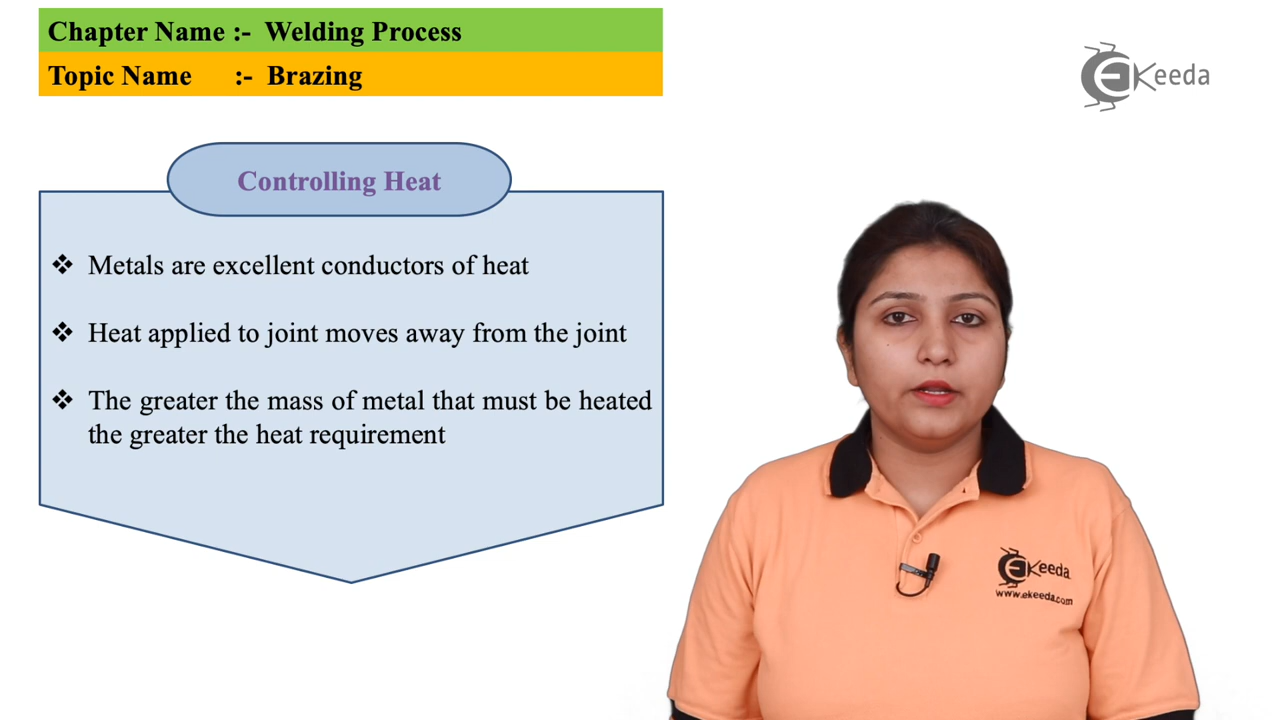 Chapter Name :- Welding Process
Topic Name :- Brazing
EKeeda
Controlling Heat
❖ Metals are excellent conductors of heat
❖ Heat applied to joint moves away from the joint
❖ The greater the mass of metal that must be heated
the greater the heat requirement
EKeeda
www.ekeeda.com